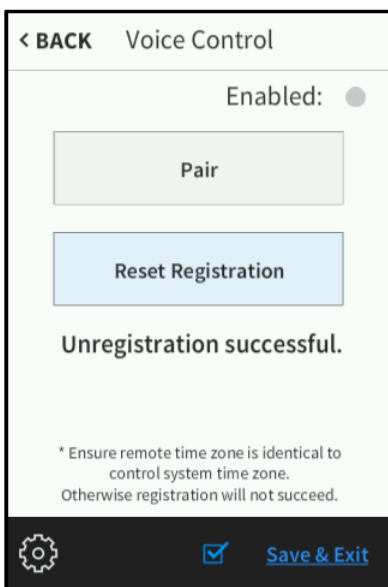 < BACK Voice Control
Enabled:
Pair
Reset Registration
Unregistration successful.
* Ensure remote time zone is identical to
control system time zone.
Otherwise registration will not succeed.
Save & Exit